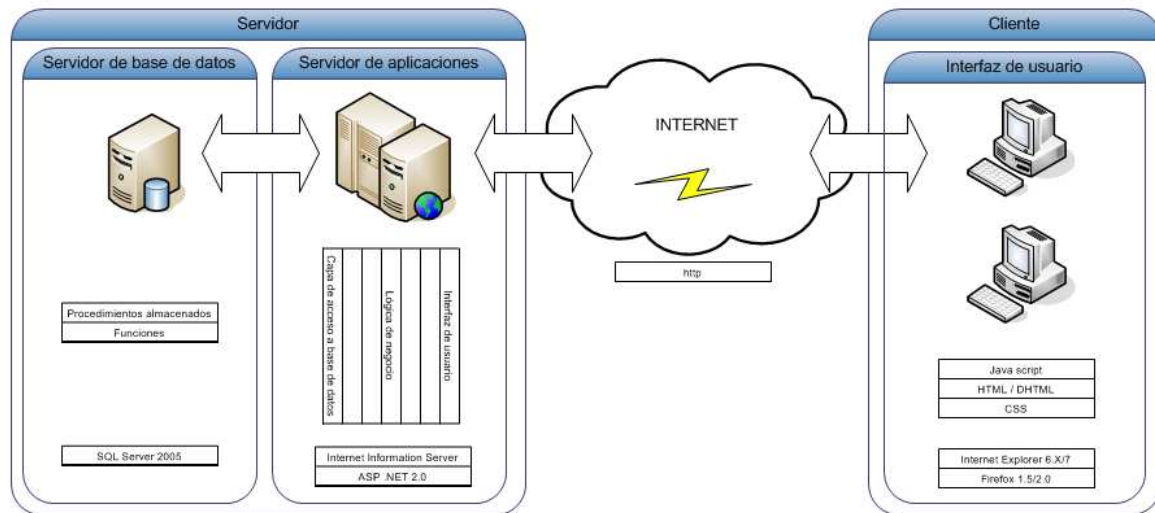 Servidor
Servidor de base de datos
Procedimientos almacenados
Funciones
SQL Server 2005
Servidor de aplicaciones
Capa de acceso a base de datos
Lógica de negocio
Interfaz de usuario
Internet Information Server
ASP .NET 2.0
INTERNET
http
Cliente
Interfaz de usuario
Java script
HTML / DHTML
CSS
Internet Explorer 6.X/7
Firefox 1.5/2.0